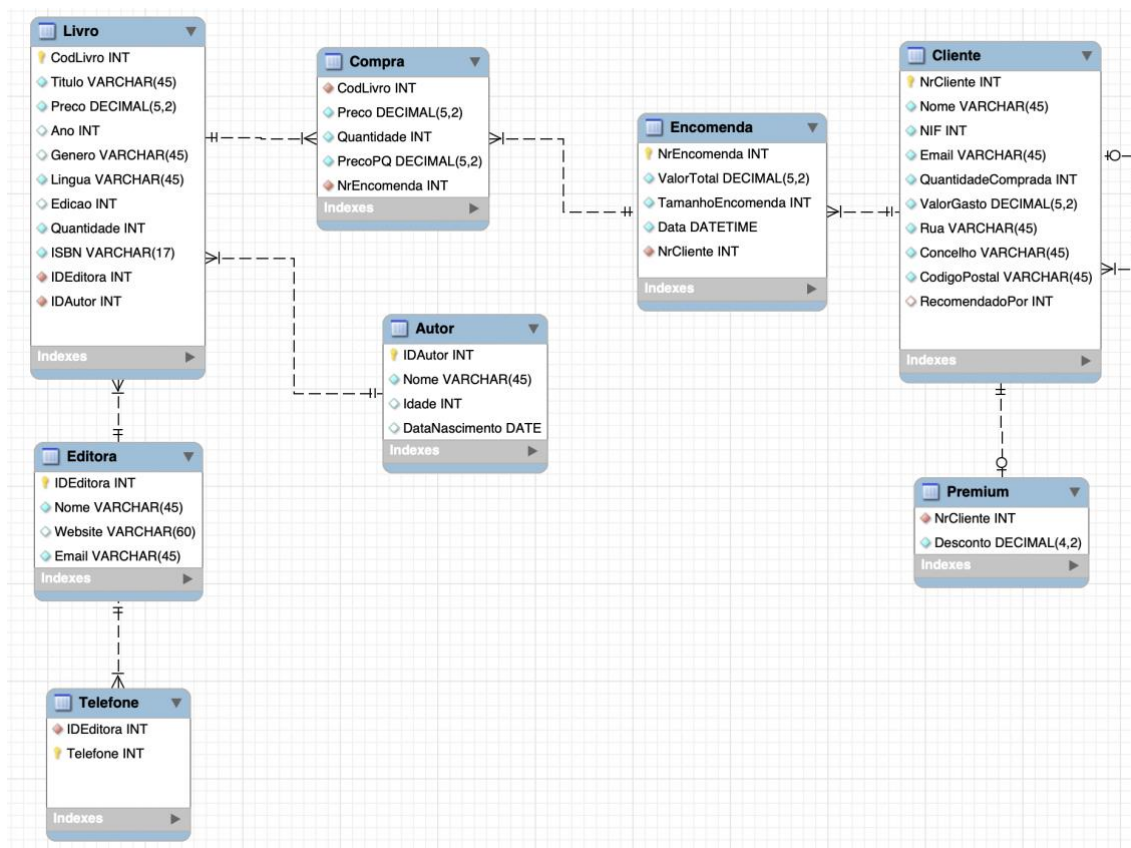 Livro
CodLivro INT
Titulo VARCHAR(45)
Preco DECIMAL(5,2)
Ano INT
Genero VARCHAR(45)
Lingua VARCHAR(45)
Edicao INT
Quantidade INT
ISBN VARCHAR(17)
IDEditora INT
IDAutor INT
Indexes
Compra
CodLivro INT
Preco DECIMAL(5,2)
Quantidade INT
PrecoPQ DECIMAL(5,2)
NrEncomenda INT
Indexes
Encomenda
NrEncomenda INT
ValorTotal DECIMAL(5,2)
TamanhoEncomenda INT
Data DATETIME
NrCliente INT
Indexes
Cliente
NrCliente INT
Nome VARCHAR(45)
NIF INT
Email VARCHAR(45)
QuantidadeComprada INT
ValorGasto DECIMAL(5,2)
Rua VARCHAR(45)
Concelho VARCHAR(45)
CodigoPostal VARCHAR(45)
RecomendadoPor INT
Indexes
Autor
IDAutor INT
Nome VARCHAR(45)
Idade INT
DataNascimento DATE
Indexes
Editora
IDEditora INT
Nome VARCHAR(45)
Website VARCHAR(60)
Email VARCHAR(45)
Indexes
Premium
NrCliente INT
Desconto DECIMAL(4,2)
Indexes
Telefone
IDEditora INT
Telefone INT
Indexes